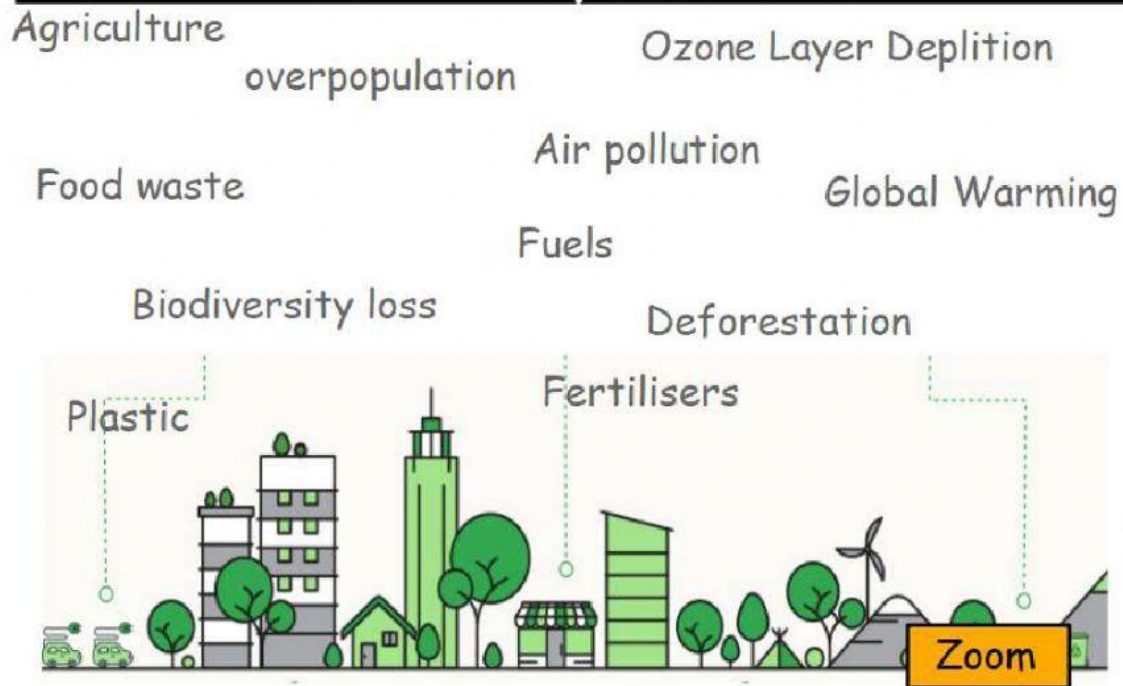 Agriculture
Ozone Layer Deplition
overpopulation
Air pollution
Food waste
Global Warming
Fuels
Biodiversity loss
Deforestation
Fertilisers
Plastic
Zoom